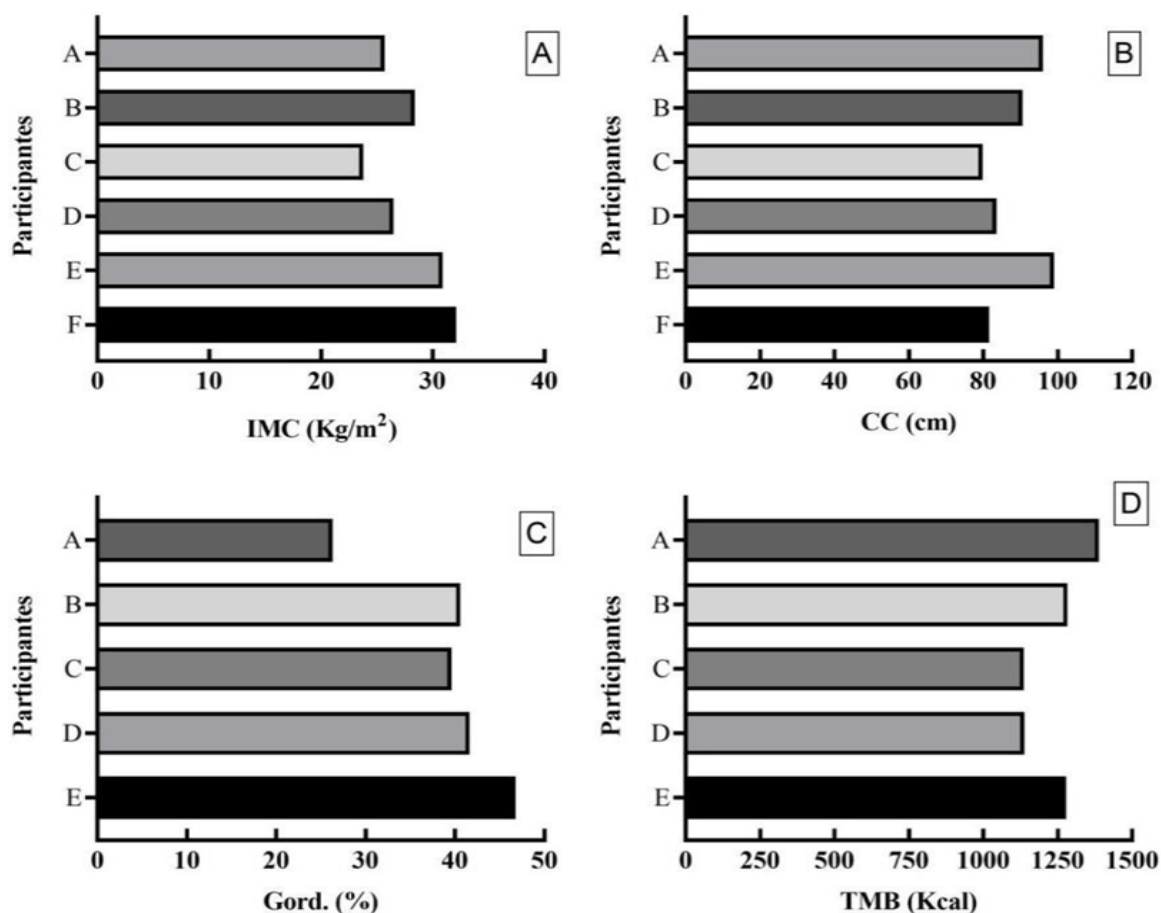 A
Participantes
A
B
C
D
E
F
0 10 20 30 40
IMC (Kg/m²)
B
Participantes
A
B
C
D
E
F
0 20 40 60 80 100 120
CC (cm)
C
Participantes
A
B
C
D
E
0 10 20 30 40 50
Gord. (%)
D
Participantes
A
B
C
D
E
0 250 500 750 1000 1250 1500
TMB (Kcal)